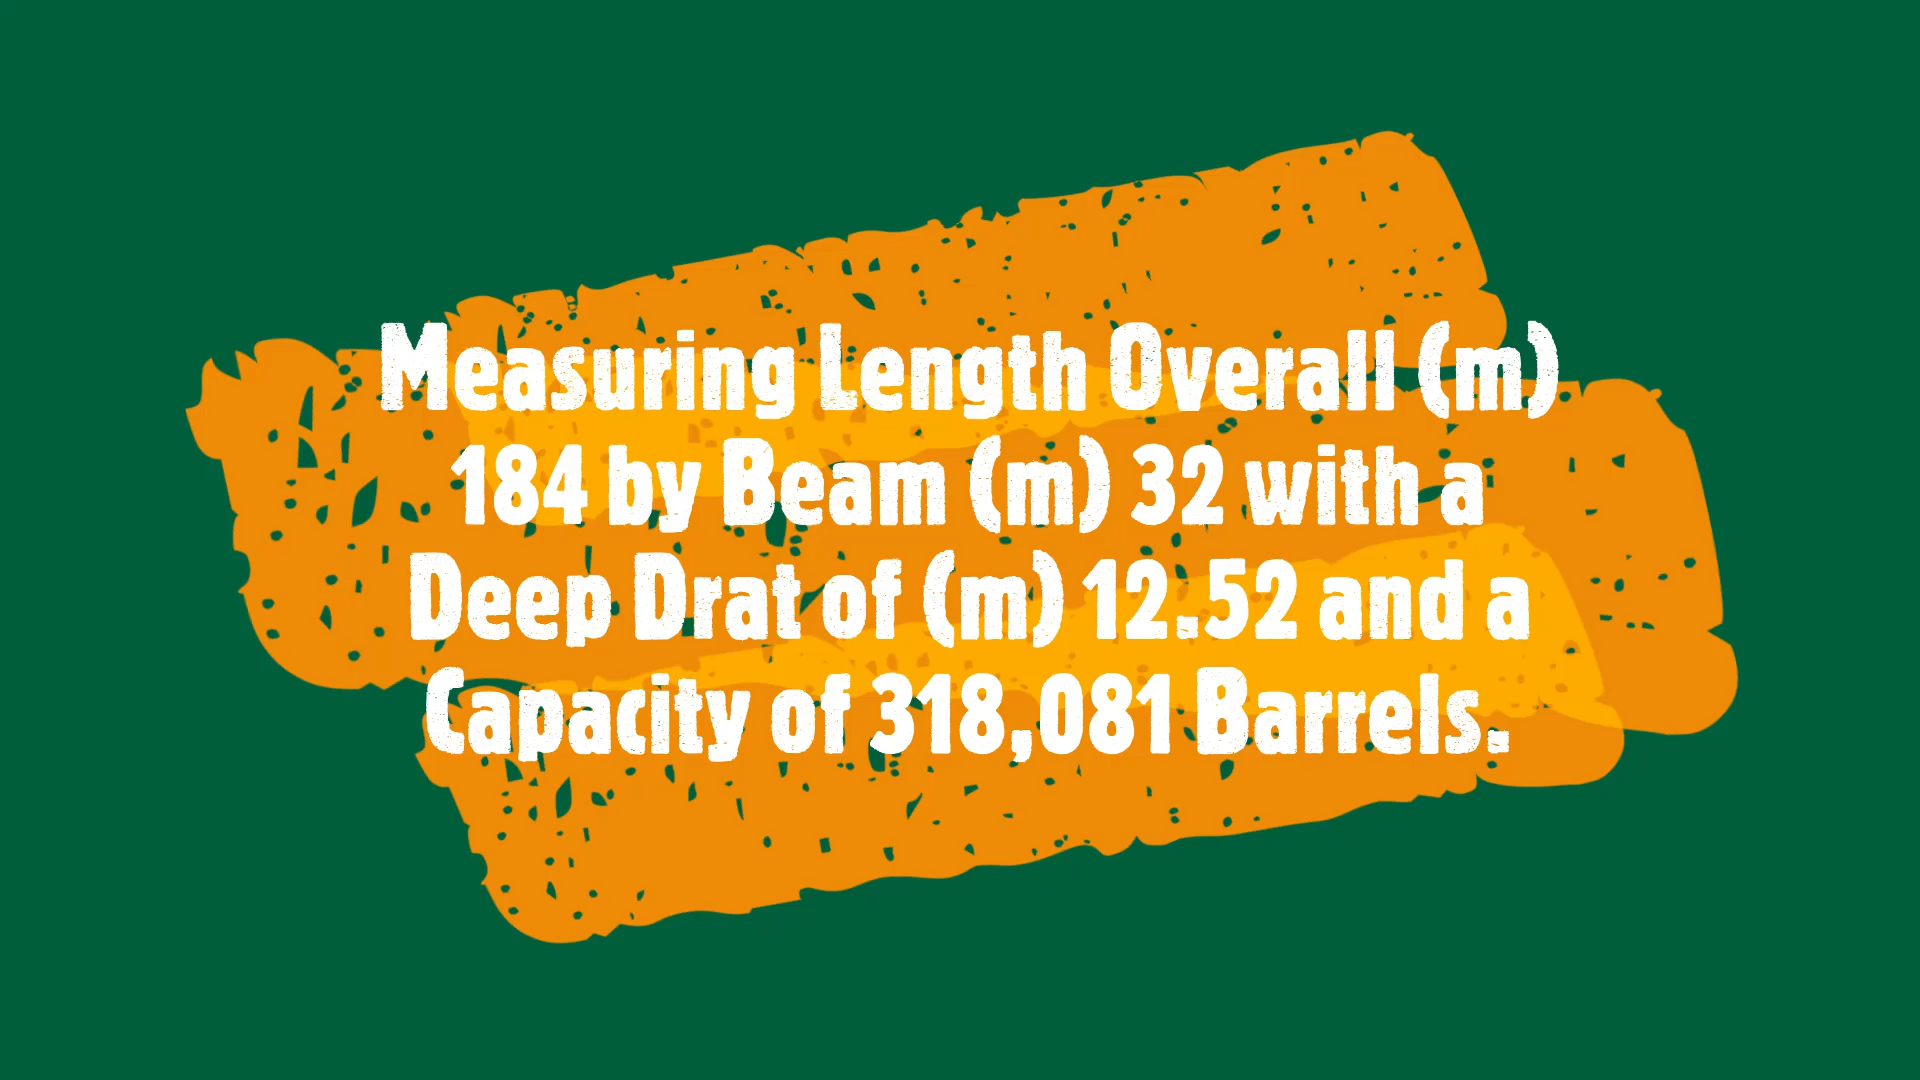 Measuring Length Overall (m)
184 by Beam (m) 32 with a
Deep Drat of (m) 12.52 and a
Capacity of 318,081 Barrels.